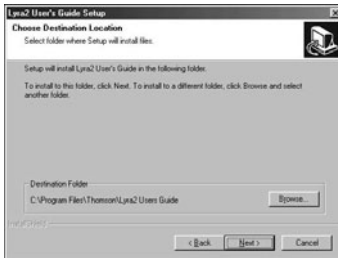 Lyra2 User's Guide Setup
Choose Destination Location
Select folder where Setup will install files.
Setup will install Lyra2 User's Guide in the following folder.
To install to this folder, click Next. To install to a different folder, click Browse and select
another folder.
Destination Folder
C:\Program Files\Thomson\Lyra2 Users Guide
Browse...
InstallShield
< Back
Next >
Cancel